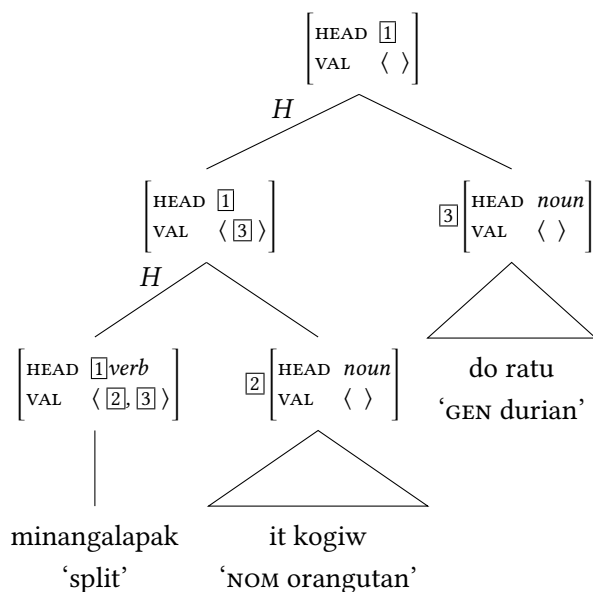 HEAD 1
VAL ⟨ ⟩
H
HEAD 1
VAL ⟨ 3 ⟩
3 HEAD noun
VAL ⟨ ⟩
H
HEAD 1 verb
VAL ⟨ 2, 3 ⟩
2 HEAD noun
VAL ⟨ ⟩
do ratu
‘GEN durian’
minangalapak
‘split’
it kogiw
‘NOM orangutan’